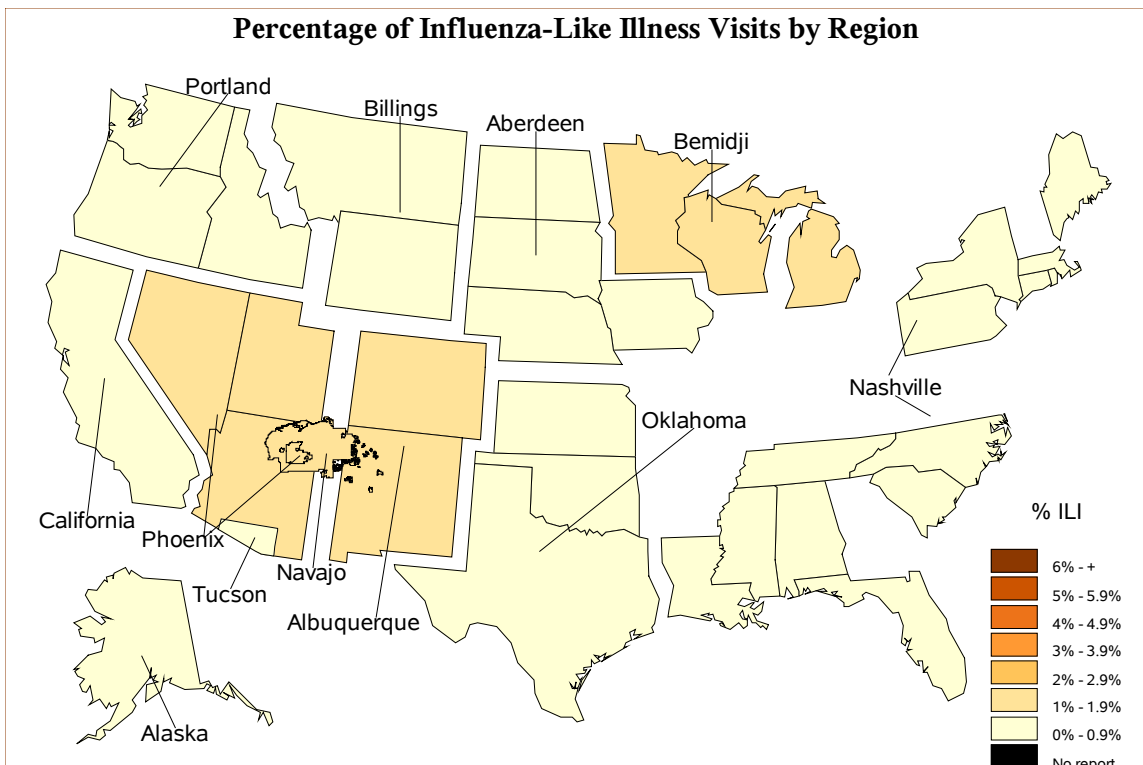 Percentage of Influenza-Like Illness Visits by Region
Portland
Billings
Aberdeen
Bemidji
Nashville
Oklahoma
California
Phoenix
Tucson
Navajo
Albuquerque
Alaska
% ILI
6% - +
5% - 5.9%
4% - 4.9%
3% - 3.9%
2% - 2.9%
1% - 1.9%
0% - 0.9%
No report